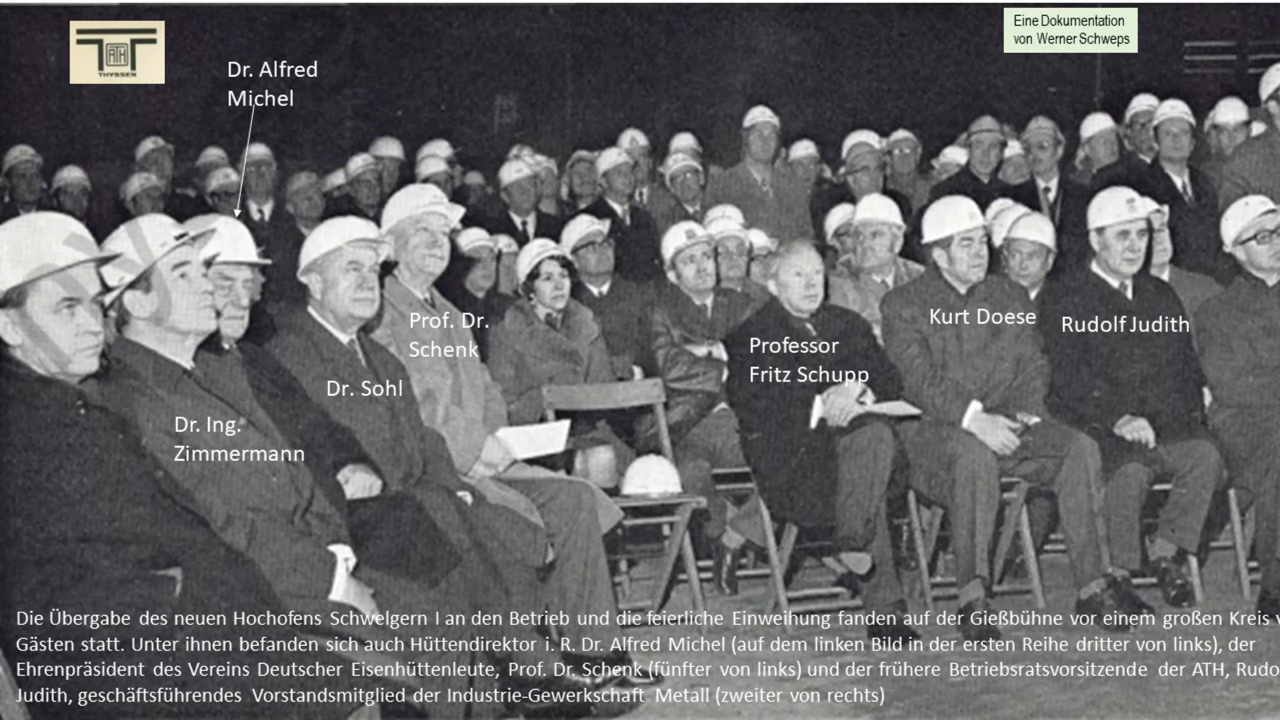 ATH
THYSSEN
Eine Dokumentation
von Werner Schweps
Dr. Alfred
Michel
Prof. Dr.
Schenk
Kurt Doese
Rudolf Judith
Professor
Fritz Schupp
Dr. Sohl
Dr. Ing.
Zimmermann
Die Übergabe des neuen Hochofens Schwelgern I an den Betrieb und die feierliche Einweihung fanden auf der Gießbühne vor einem großen Kreis
Gästen statt. Unter ihnen befanden sich auch Hüttendirektor i. R. Dr. Alfred Michel (auf dem linken Bild in der ersten Reihe dritter von links), der
Ehrenpräsident des Vereins Deutscher Eisenhüttenleute, Prof. Dr. Schenk (fünfter von links) und der frühere Betriebsratsvorsitzende der ATH, Rudo
Judith, geschäftsführendes Vorstandsmitglied der Industrie-Gewerkschaft Metall (zweiter von rechts)